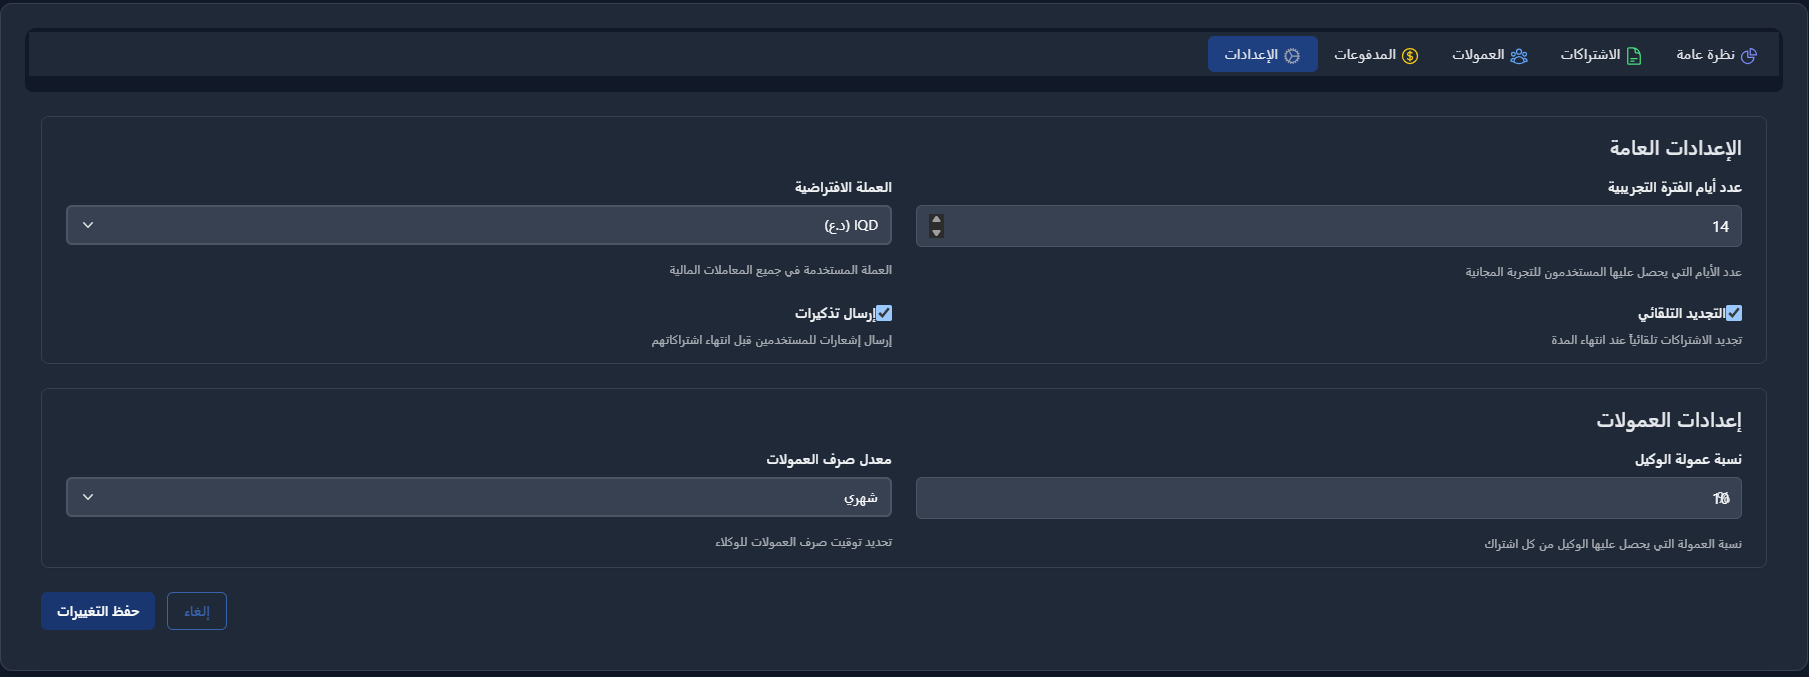 نظرة عامة
الاشتراكات
العمولات
المدفوعات
الإعدادات
الإعدادات العامة
عدد أيام الفترة التجريبية
14
عدد الأيام التي يحصل عليها المستخدمون للتجربة المجانية
العملة الافتراضية
IQD (د.ع)
العملة المستخدمة في جميع المعاملات المالية
التجديد التلقائي
تجديد الاشتراكات تلقائياً عند انتهاء المدة
إرسال تذكيرات
إرسال إشعارات للمستخدمين قبل انتهاء اشتراكاتهم
إعدادات العمولات
نسبة عمولة الوكيل
نسبة العمولة التي يحصل عليها الوكيل من كل اشتراك
معدل صرف العمولات
شهري
تحديد توقيت صرف العمولات للوكلاء
إلغاء
حفظ التغييرات